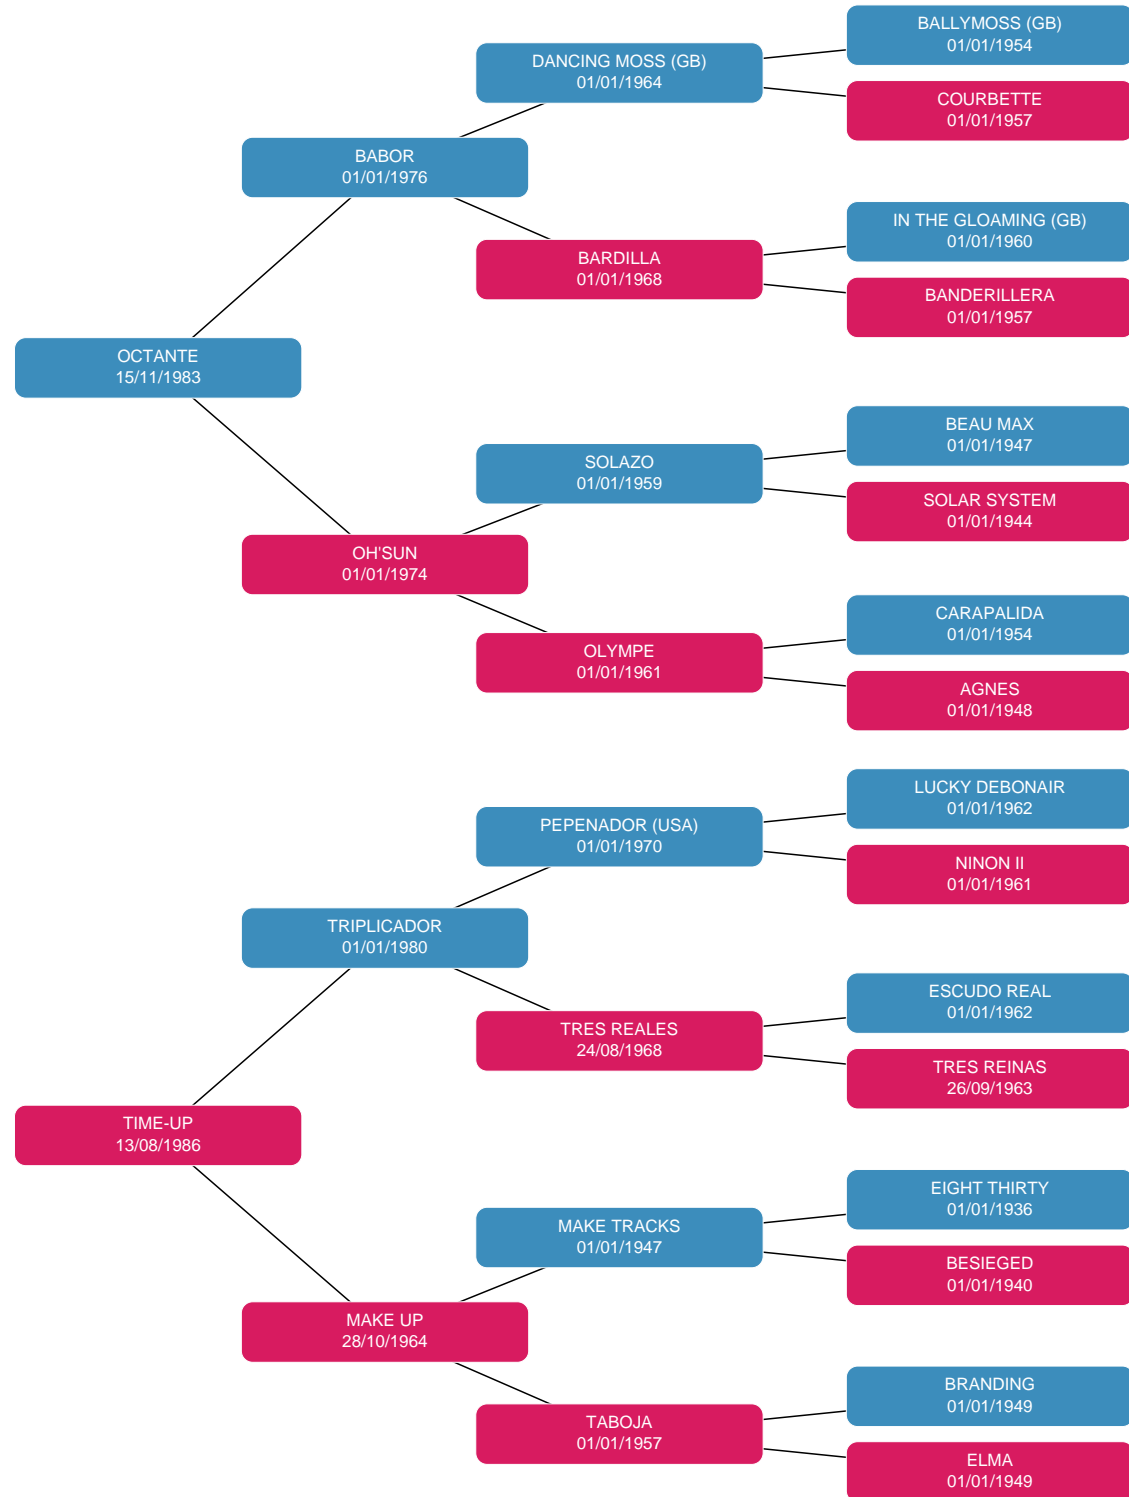 BALLYMOSS (GB)
01/01/1954
DANCING MOSS (GB)
01/01/1964
COURBETTE
01/01/1957
BABOR
01/01/1976
IN THE GLOAMING (GB)
01/01/1960
BARDILLA
01/01/1968
BANDERILLERA
01/01/1957
OCTANTE
15/11/1983
BEAU MAX
01/01/1947
SOLAZO
01/01/1959
SOLAR SYSTEM
01/01/1944
OH'SUN
01/01/1974
CARAPALIDA
01/01/1954
OLYMPE
01/01/1961
AGNES
01/01/1948
LUCKY DEBONAIR
01/01/1962
PEPENADOR (USA)
01/01/1970
NINON II
01/01/1961
TRIPLICADOR
01/01/1980
ESCUDO REAL
01/01/1962
TRES REALES
24/08/1968
TRES REINAS
26/09/1963
TIME-UP
13/08/1986
EIGHT THIRTY
01/01/1936
MAKE TRACKS
01/01/1947
BESIEGED
01/01/1940
MAKE UP
28/10/1964
BRANDING
01/01/1949
TABOJA
01/01/1957
ELMA
01/01/1949